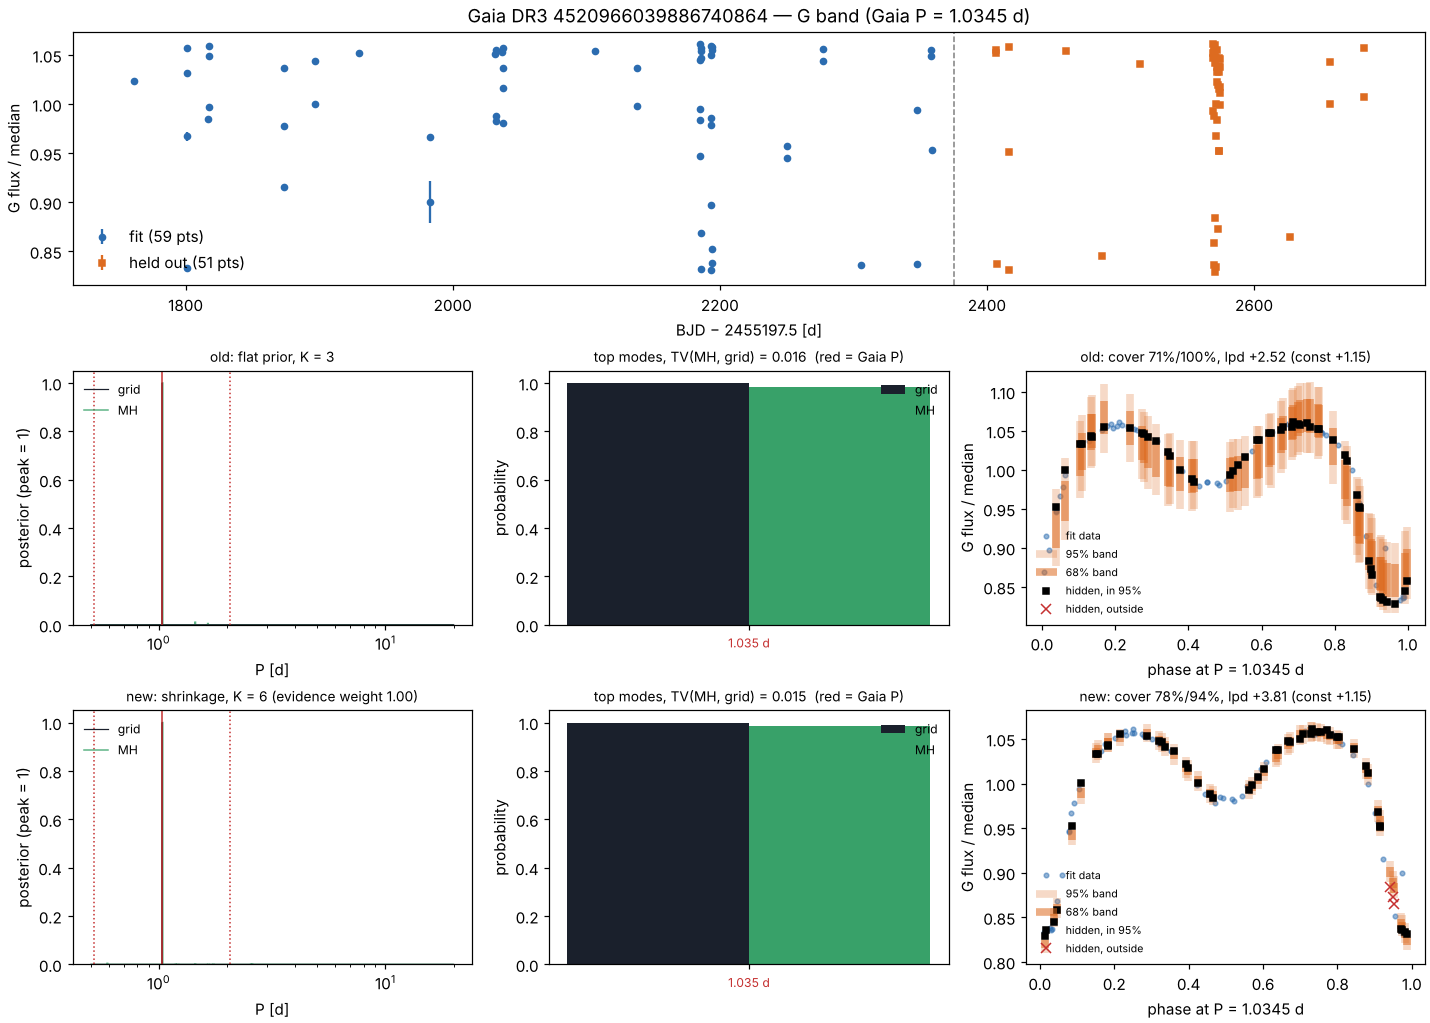 Gaia DR3 4520966039886740864 — G band (Gaia P = 1.0345 d)
G flux / median
1.05
1.00
0.95
0.90
0.85
fit (59 pts)
held out (51 pts)
1800
2000
2200
2400
2600
BJD − 2455197.5 [d]
old: flat prior, K = 3
posterior (peak = 1)
1.0
0.8
0.6
0.4
0.2
0.0
grid
MH
10⁰
10¹
P [d]
top modes, TV(MH, grid) = 0.016 (red = Gaia P)
probability
1.0
0.8
0.6
0.4
0.2
0.0
grid
MH
1.035 d
old: cover 71%/100%, lpd +2.52 (const +1.15)
G flux / median
1.10
1.05
1.00
0.95
0.90
0.85
fit data
95% band
68% band
hidden, in 95%
hidden, outside
0.0
0.2
0.4
0.6
0.8
1.0
phase at P = 1.0345 d
new: shrinkage, K = 6 (evidence weight 1.00)
posterior (peak = 1)
1.0
0.8
0.6
0.4
0.2
0.0
grid
MH
10⁰
10¹
P [d]
top modes, TV(MH, grid) = 0.015 (red = Gaia P)
probability
1.0
0.8
0.6
0.4
0.2
0.0
grid
MH
1.035 d
new: cover 78%/94%, lpd +3.81 (const +1.15)
G flux / median
1.05
1.00
0.95
0.90
0.85
0.80
fit data
95% band
68% band
hidden, in 95%
hidden, outside
0.0
0.2
0.4
0.6
0.8
1.0
phase at P = 1.0345 d